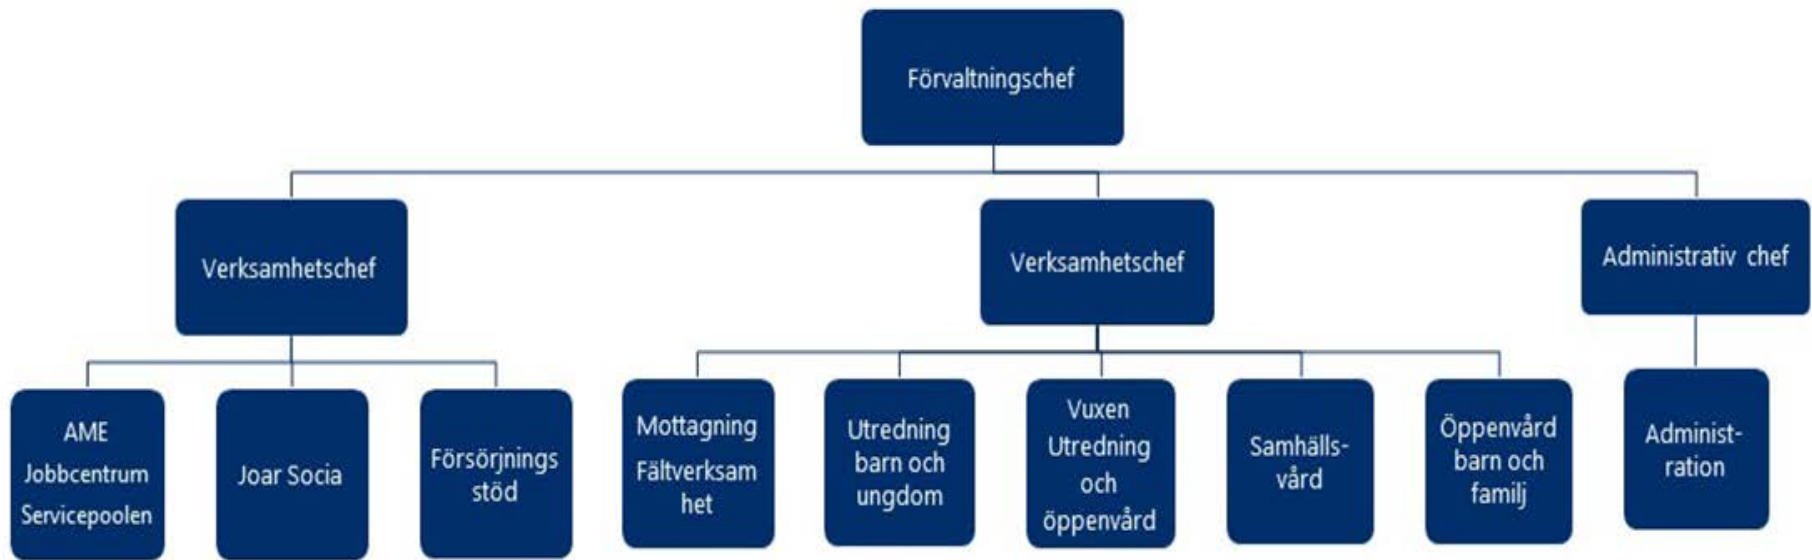 Förvaltningschef
Verksamhetschef
Verksamhetschef
Administrativ chef
AME
Jobbcentrum
Servicepoolen
Joar Socia
Försörjnings
stöd
Mottagning
Fältverksam
het
Utredning
barn och
ungdom
Vuxen
Utredning
och
öppenvård
Samhälls-
vård
Öppenvård
barn och
familj
Administ-
ration